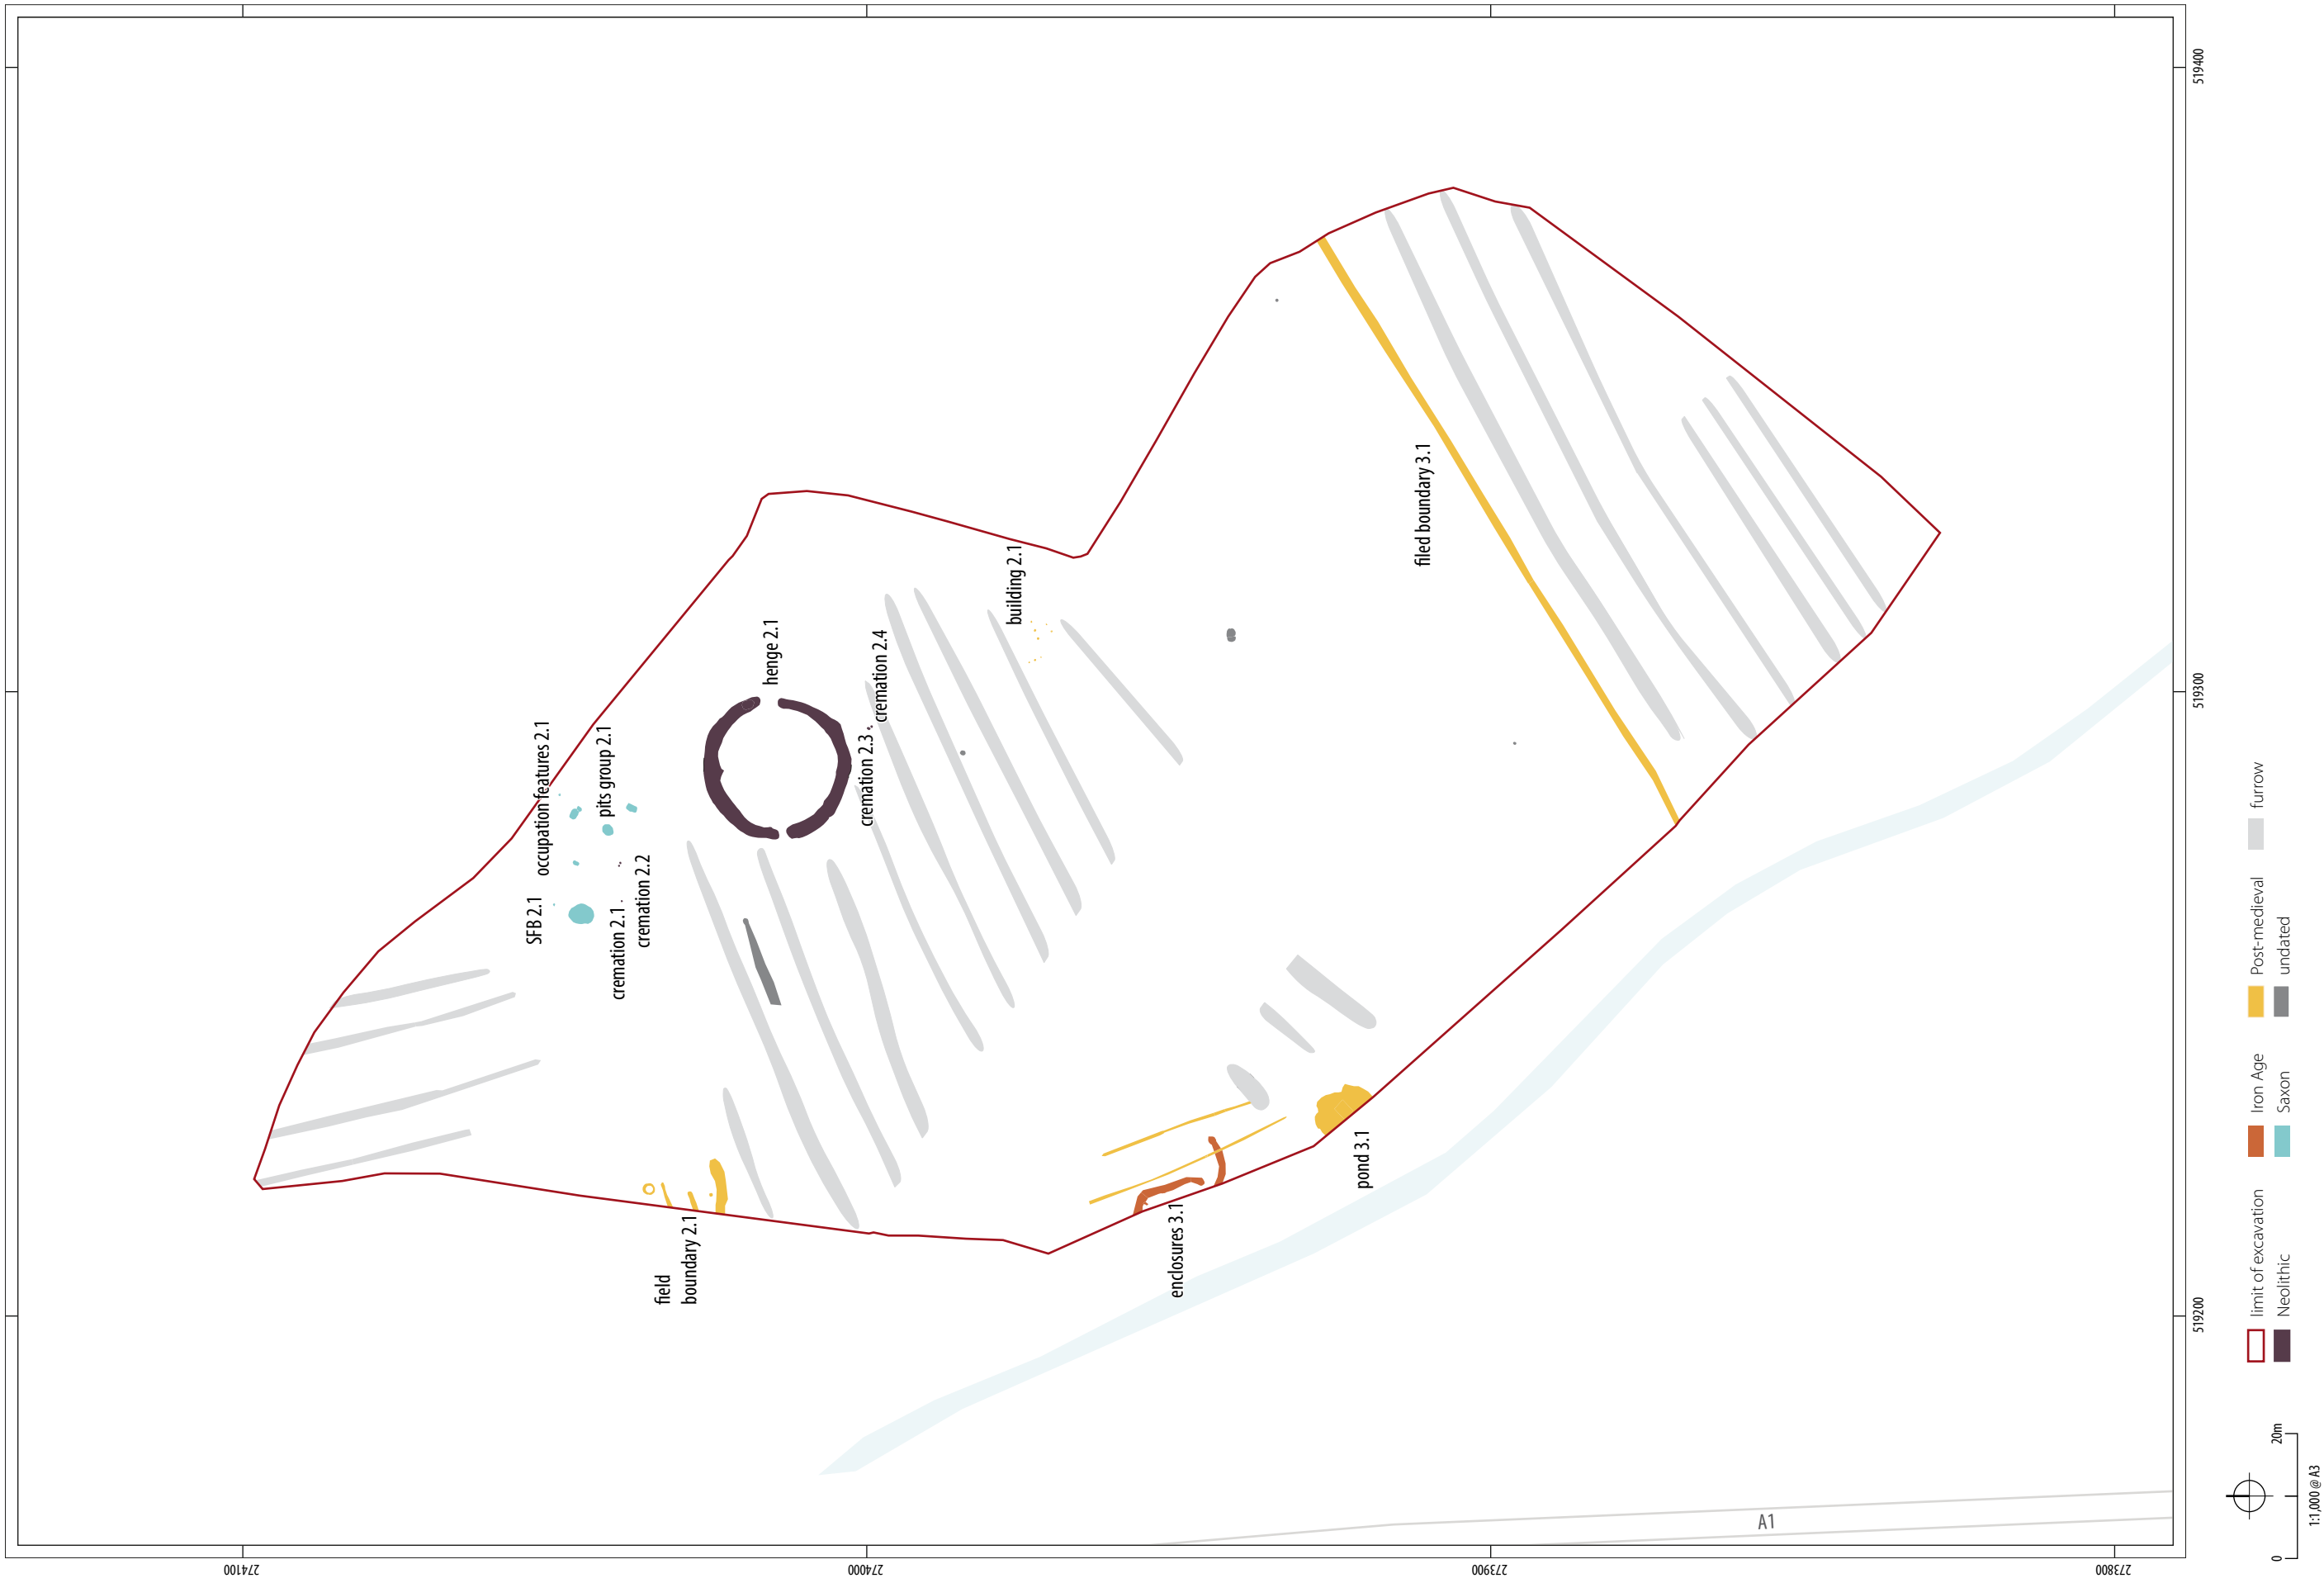 519400
519300
519200
274100
274000
273900
273800
occupation features 2.1
pits group 2.1
SFB 2.1
cremation 2.1
cremation 2.2
henge 2.1
cremation 2.3
cremation 2.4
building 2.1
filed boundary 3.1
field
boundary 2.1
enclosures 3.1
pond 3.1
A1
limit of excavation
Neolithic
Iron Age
Saxon
Post-medieval
undated
furrow
0
20m
1:1,000 @ A3